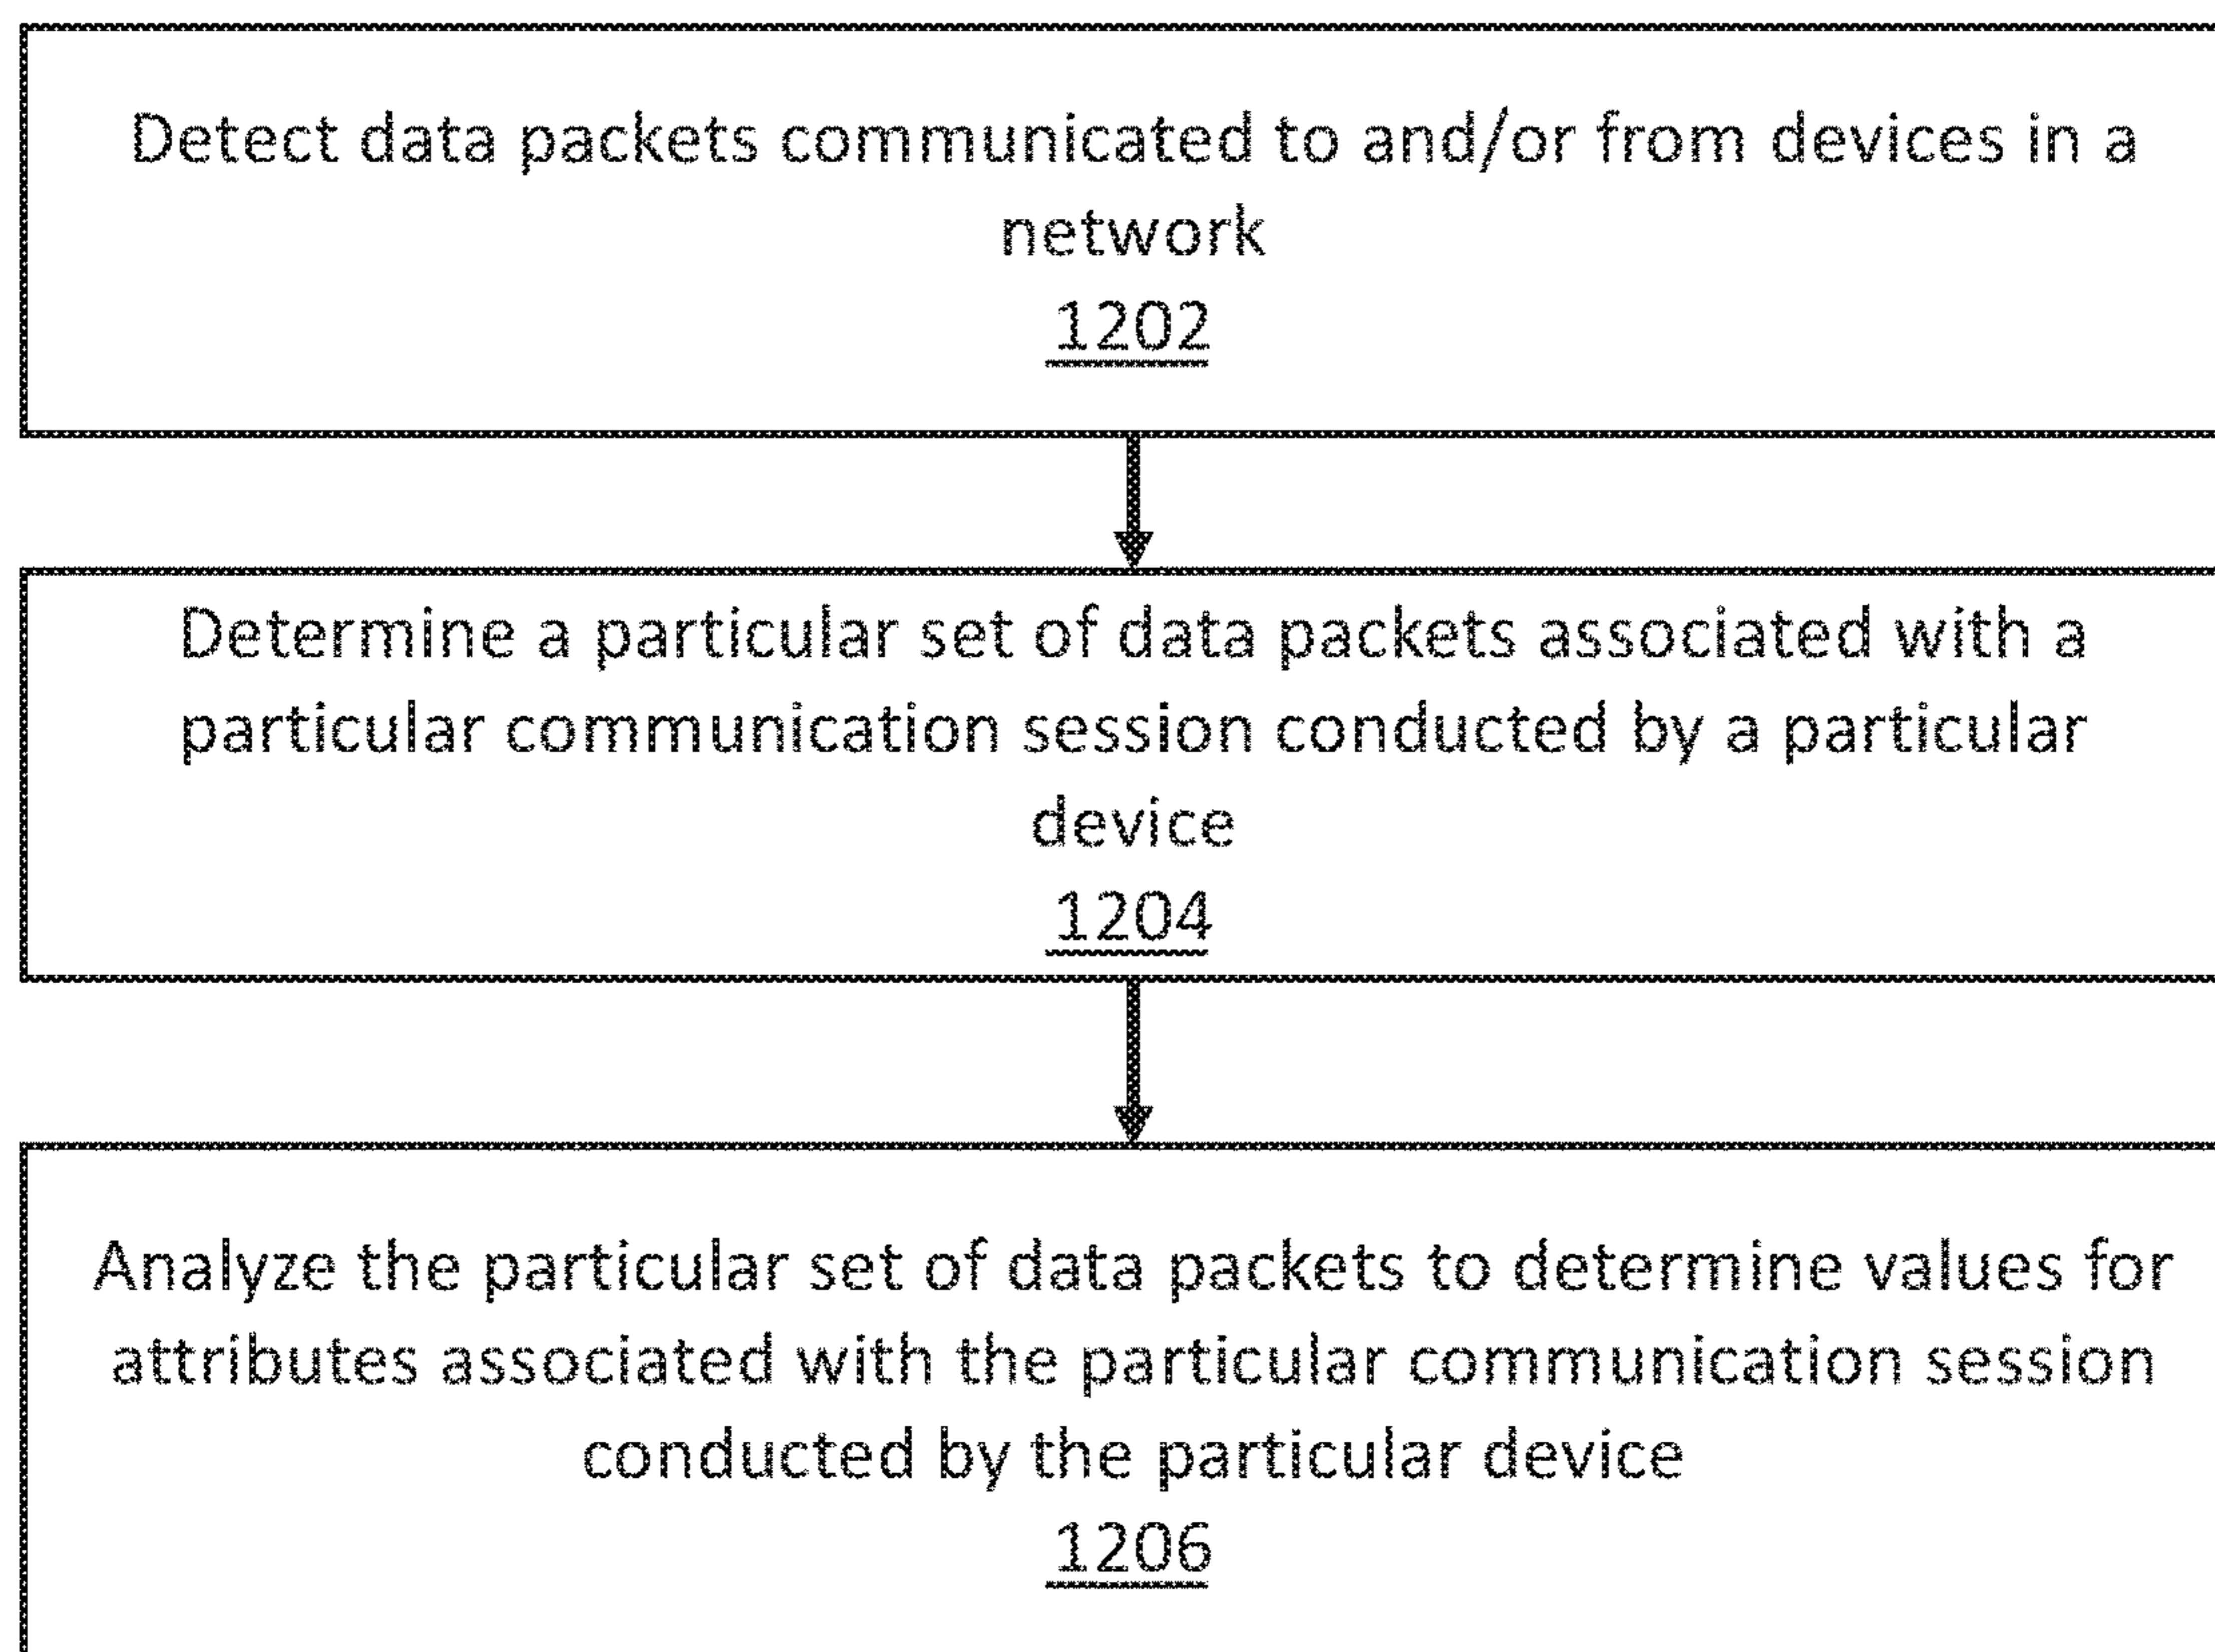 Detect data packets communicated to and/or from devices in a
network
1202
Determine a particular set of data packets associated with a
particular communication session conducted by a particular
device
1204
Analyze the particular set of data packets to determine values for
attributes associated with the particular communication session
conducted by the particular device
1206